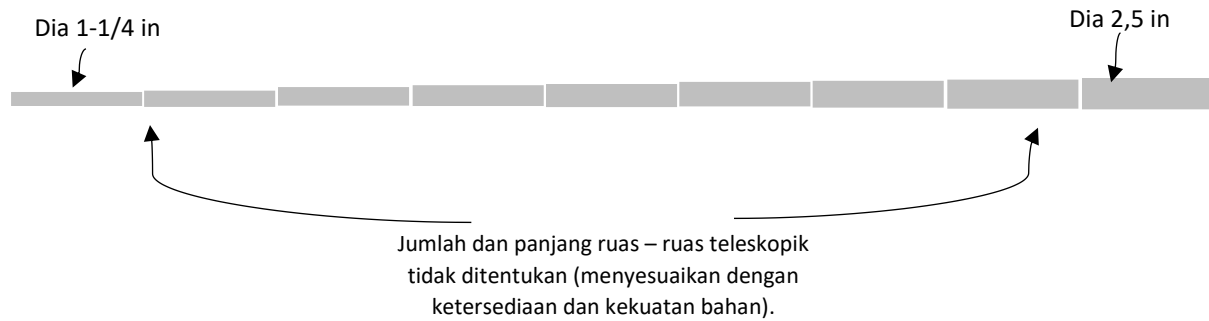 Dia 1-1/4 in
Dia 2,5 in
Jumlah dan panjang ruas – ruas teleskopik
tidak ditentukan (menyesuaikan dengan
ketersediaan dan kekuatan bahan).